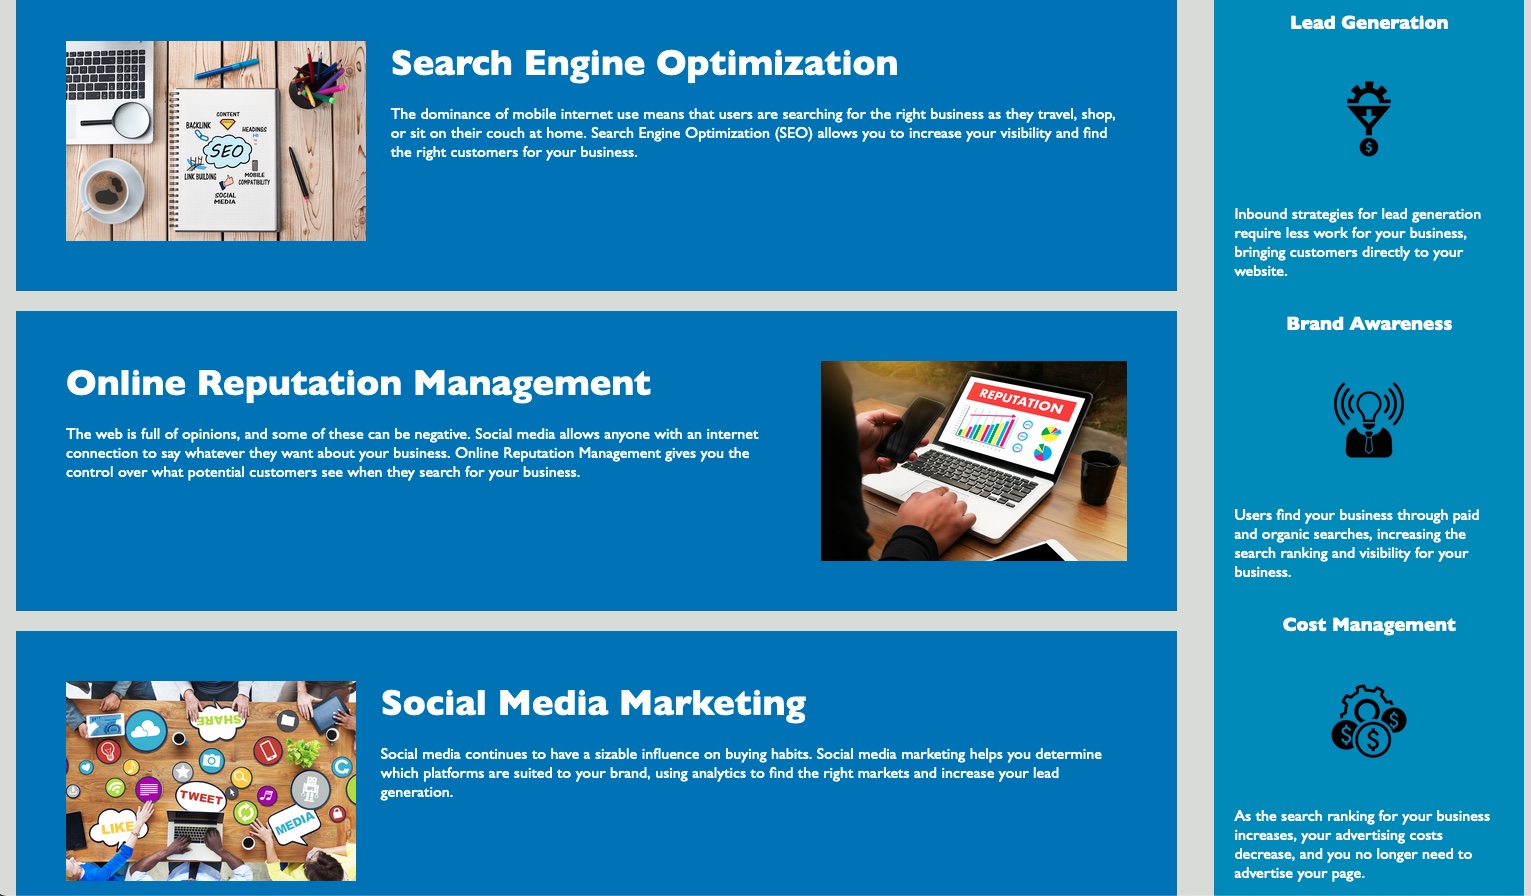 Search Engine Optimization
The dominance of mobile internet use means that users are searching for the right business as they travel, shop,
or sit on their couch at home. Search Engine Optimization (SEO) allows you to increase your visibility and find
the right customers for your business.
CONTENT
BACKLINK
HEADINGS
SEO
LINK BUILDING
MOBILE
COMPATIBILITY
SOCIAL
MEDIA
Online Reputation Management
The web is full of opinions, and some of these can be negative. Social media allows anyone with an internet
connection to say whatever they want about your business. Online Reputation Management gives you the
control over what potential customers see when they search for your business.
REPUTATION
Social Media Marketing
Social media continues to have a sizable influence on buying habits. Social media marketing helps you determine
which platforms are suited to your brand, using analytics to find the right markets and increase your lead
generation.
SHARE
TWEET
LIKE
MEDIA
Lead Generation
$
Inbound strategies for lead generation
require less work for your business,
bringing customers directly to your
website.
Brand Awareness
Users find your business through paid
and organic searches, increasing the
search ranking and visibility for your
business.
Cost Management
$ $ $
As the search ranking for your business
increases, your advertising costs
decrease, and you no longer need to
advertise your page.